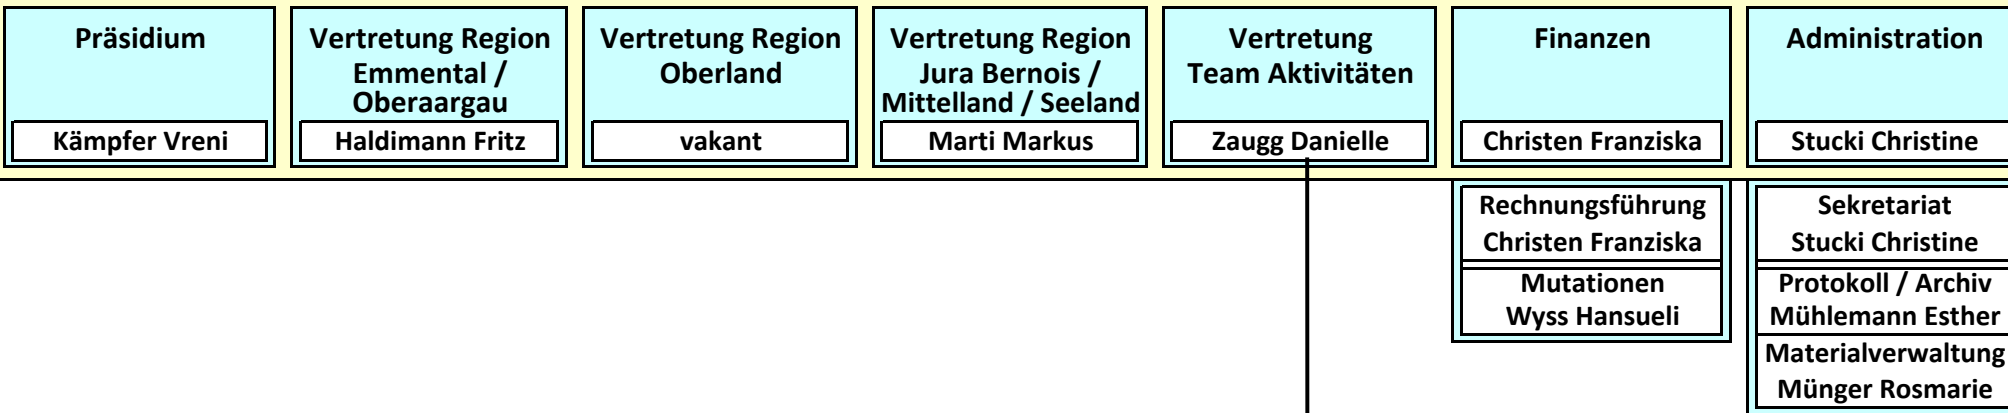 Präsidium
Kämpfer Vreni
Vertretung Region
Emmental /
Oberaargau
Haldimann Fritz
Vertretung Region
Oberland
vakant
Vertretung Region
Jura Bernois /
Mittelland / Seeland
Marti Markus
Vertretung
Team Aktivitäten
Zaugg Danielle
Finanzen
Christen Franziska
Rechnungsführung
Christen Franziska
Mutationen
Wyss Hansueli
Administration
Stucki Christine
Sekretariat
Stucki Christine
Protokoll / Archiv
Mühlemann Esther
Materialverwaltung
Münger Rosmarie